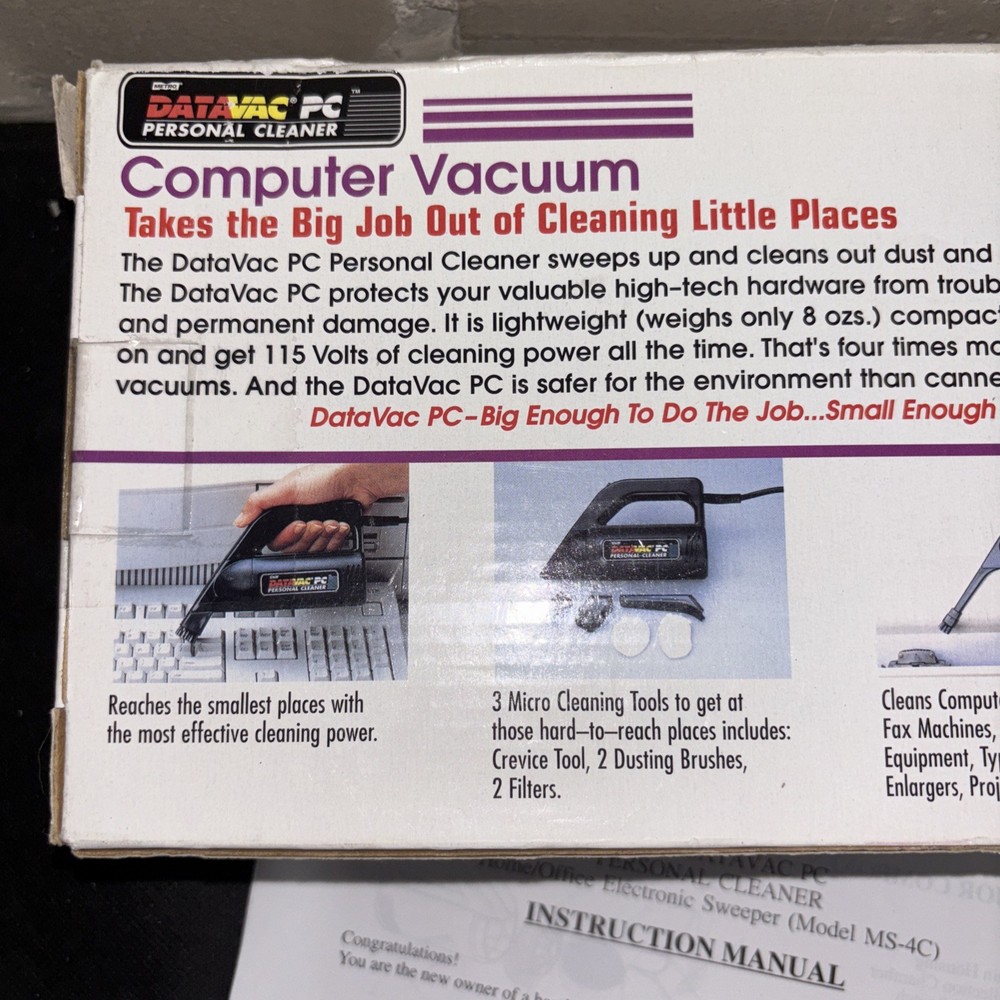 METRO
DATAVAC® PC ™
PERSONAL CLEANER
Computer Vacuum
Takes the Big Job Out of Cleaning Little Places
The DataVac PC Personal Cleaner sweeps up and cleans out dust and
The DataVac PC protects your valuable high-tech hardware from troub
and permanent damage. It is lightweight (weighs only 8 ozs.) compact
on and get 115 Volts of cleaning power all the time. That's four times mo
vacuums. And the DataVac PC is safer for the environment than canne
DataVac PC-Big Enough To Do The Job...Small Enough
DATAVAC PC
PERSONAL CLEANER
DATAVAC PC
PERSONAL CLEANER
Reaches the smallest places with
the most effective cleaning power.
3 Micro Cleaning Tools to get at
those hard-to-reach places includes:
Crevice Tool, 2 Dusting Brushes,
2 Filters.
Cleans Comput
Fax Machines,
Equipment, Ty
Enlargers, Proj
DATAVAC PC
PERSONAL CLEANER
Home/Office Electronic Sweeper (Model MS-4C)
INSTRUCTION MANUAL
Congratulations!
You are the new owner of a